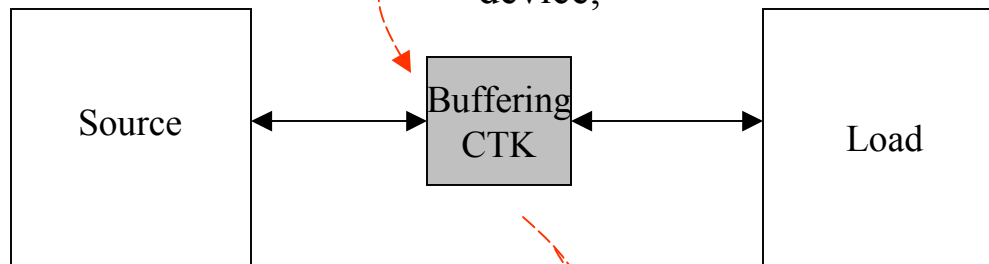 device,
Source
Buffering
CTK
Load